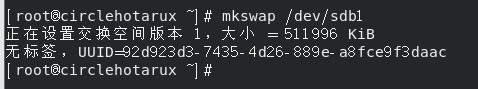 [root@circlehotarux ~]# mkswap /dev/sdb1
正在设置交换空间版本 1，大小 =511996 KiB
无标签，UUID=92d923d3-7435-4d26-889e-a8fce9f3daac
[root@circlehotarux ~]#